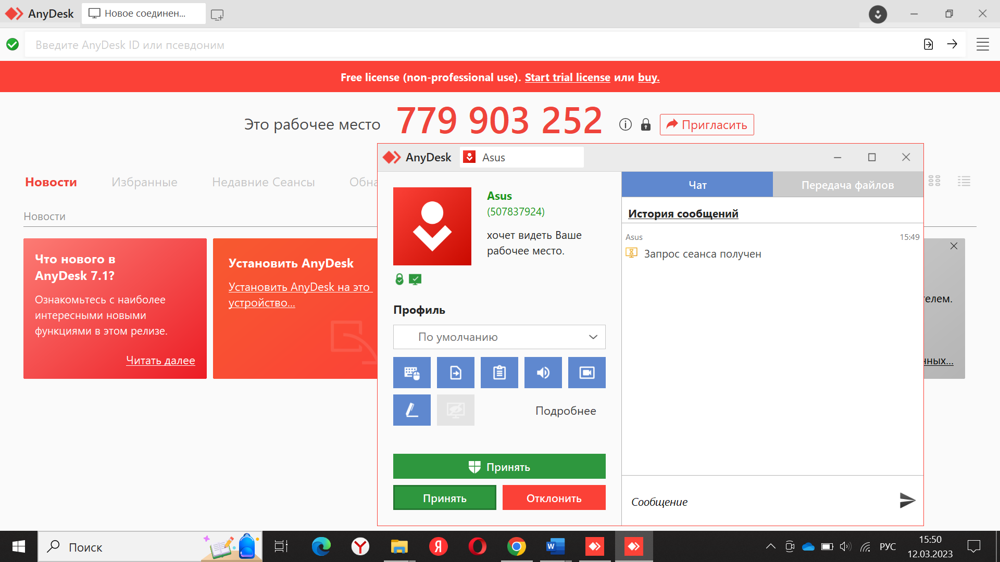 AnyDesk
Новое соединен...
Введите AnyDesk ID или псевдоним
Free license (non-professional use). Start trial license или buy.
Это рабочее место
779 903 252
Пригласить
Новости
Избранные
Недавние Сеансы
Обна
Новости
Что нового в
AnyDesk 7.1?
Ознакомьтесь с наиболее
интересными новыми
функциями в этом релизе.
Читать далее
Установить AnyDesk
Установить AnyDesk на это
устройство...
телем.
нных...
AnyDesk
Asus
Asus
(507837924)
хочет видеть Ваше
рабочее место.
Профиль
По умолчанию
Подробнее
Принять
Принять
Отклонить
Чат
Передача файлов
История сообщений
Asus
15:49
Запрос сеанса получен
Сообщение
Поиск
РУС
15:50
12.03.2023